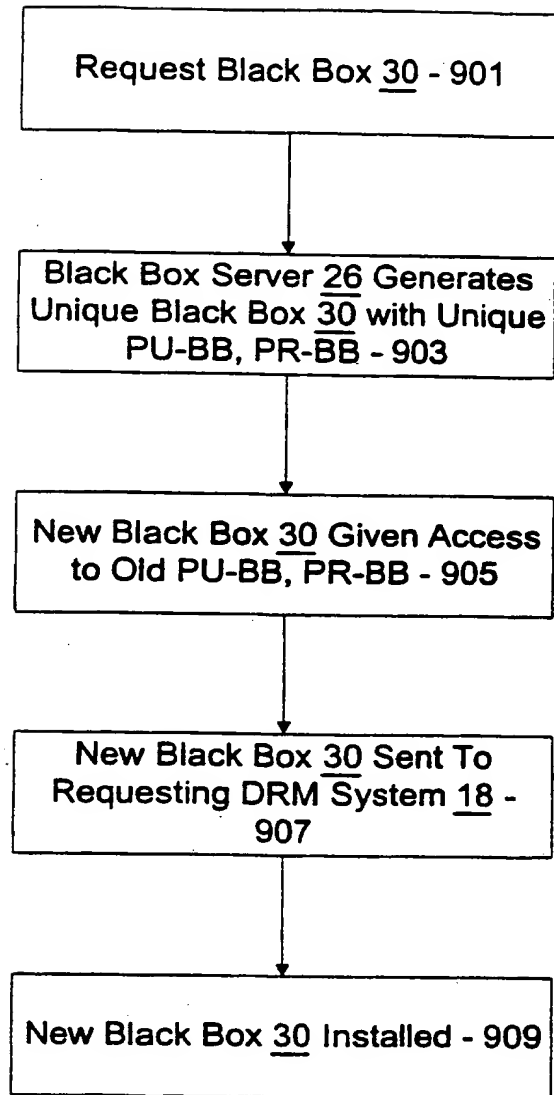 Request Black Box 30 - 901
Black Box Server 26 Generates
Unique Black Box 30 with Unique
PU-BB, PR-BB - 903
New Black Box 30 Given Access
to Old PU-BB, PR-BB - 905
New Black Box 30 Sent To
Requesting DRM System 18 -
907
New Black Box 30 Installed - 909